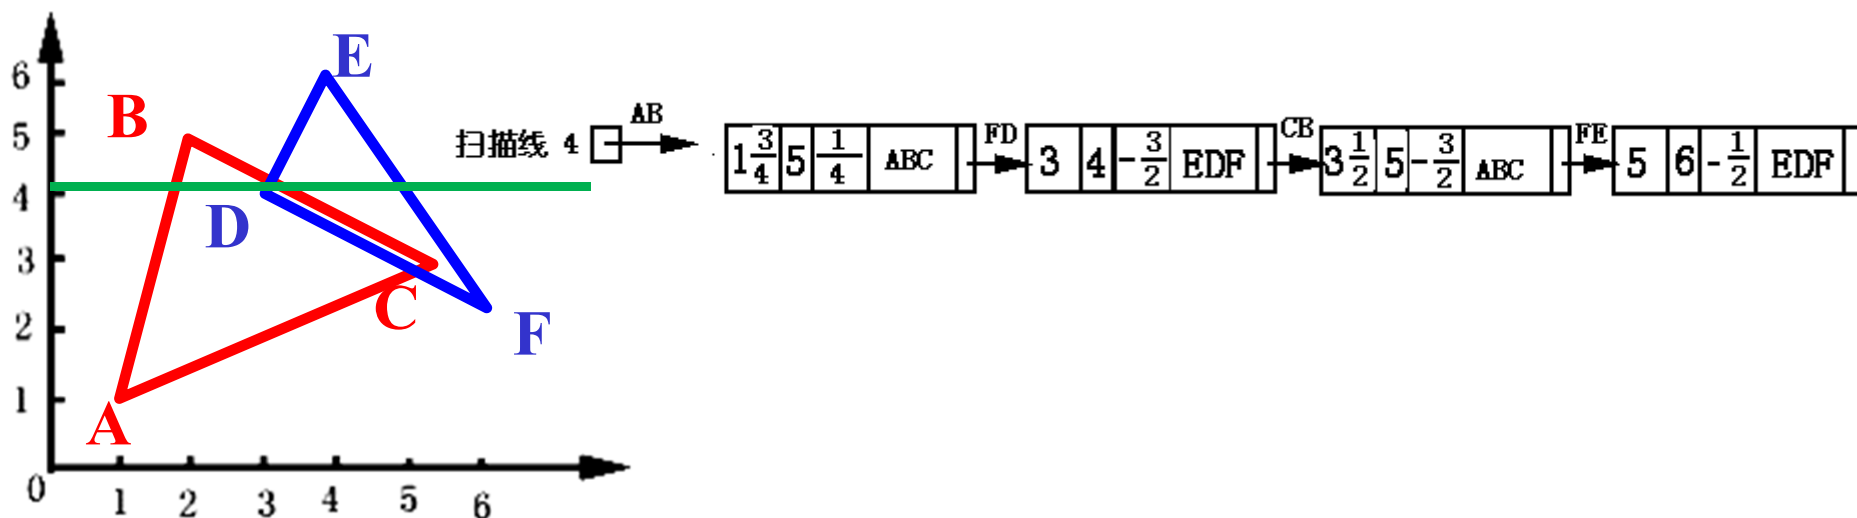 E
6
B
5
4
D
3
C
2
F
1
A
0
1 2 3 4 5 6
扫描线 4
AB
1 3/4 5 1/4 ABC
FD
3 4 -3/2 EDF
CB
3 1/2 5 -3/2 ABC
FE
5 6 -1/2 EDF